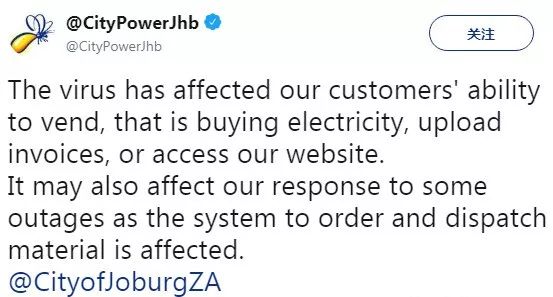 @CityPowerJhb
@CityPowerJhb
关注
The virus has affected our customers' ability
to vend, that is buying electricity, upload
invoices, or access our website.
It may also affect our response to some
outages as the system to order and dispatch
material is affected.
@CityofJoburgZA